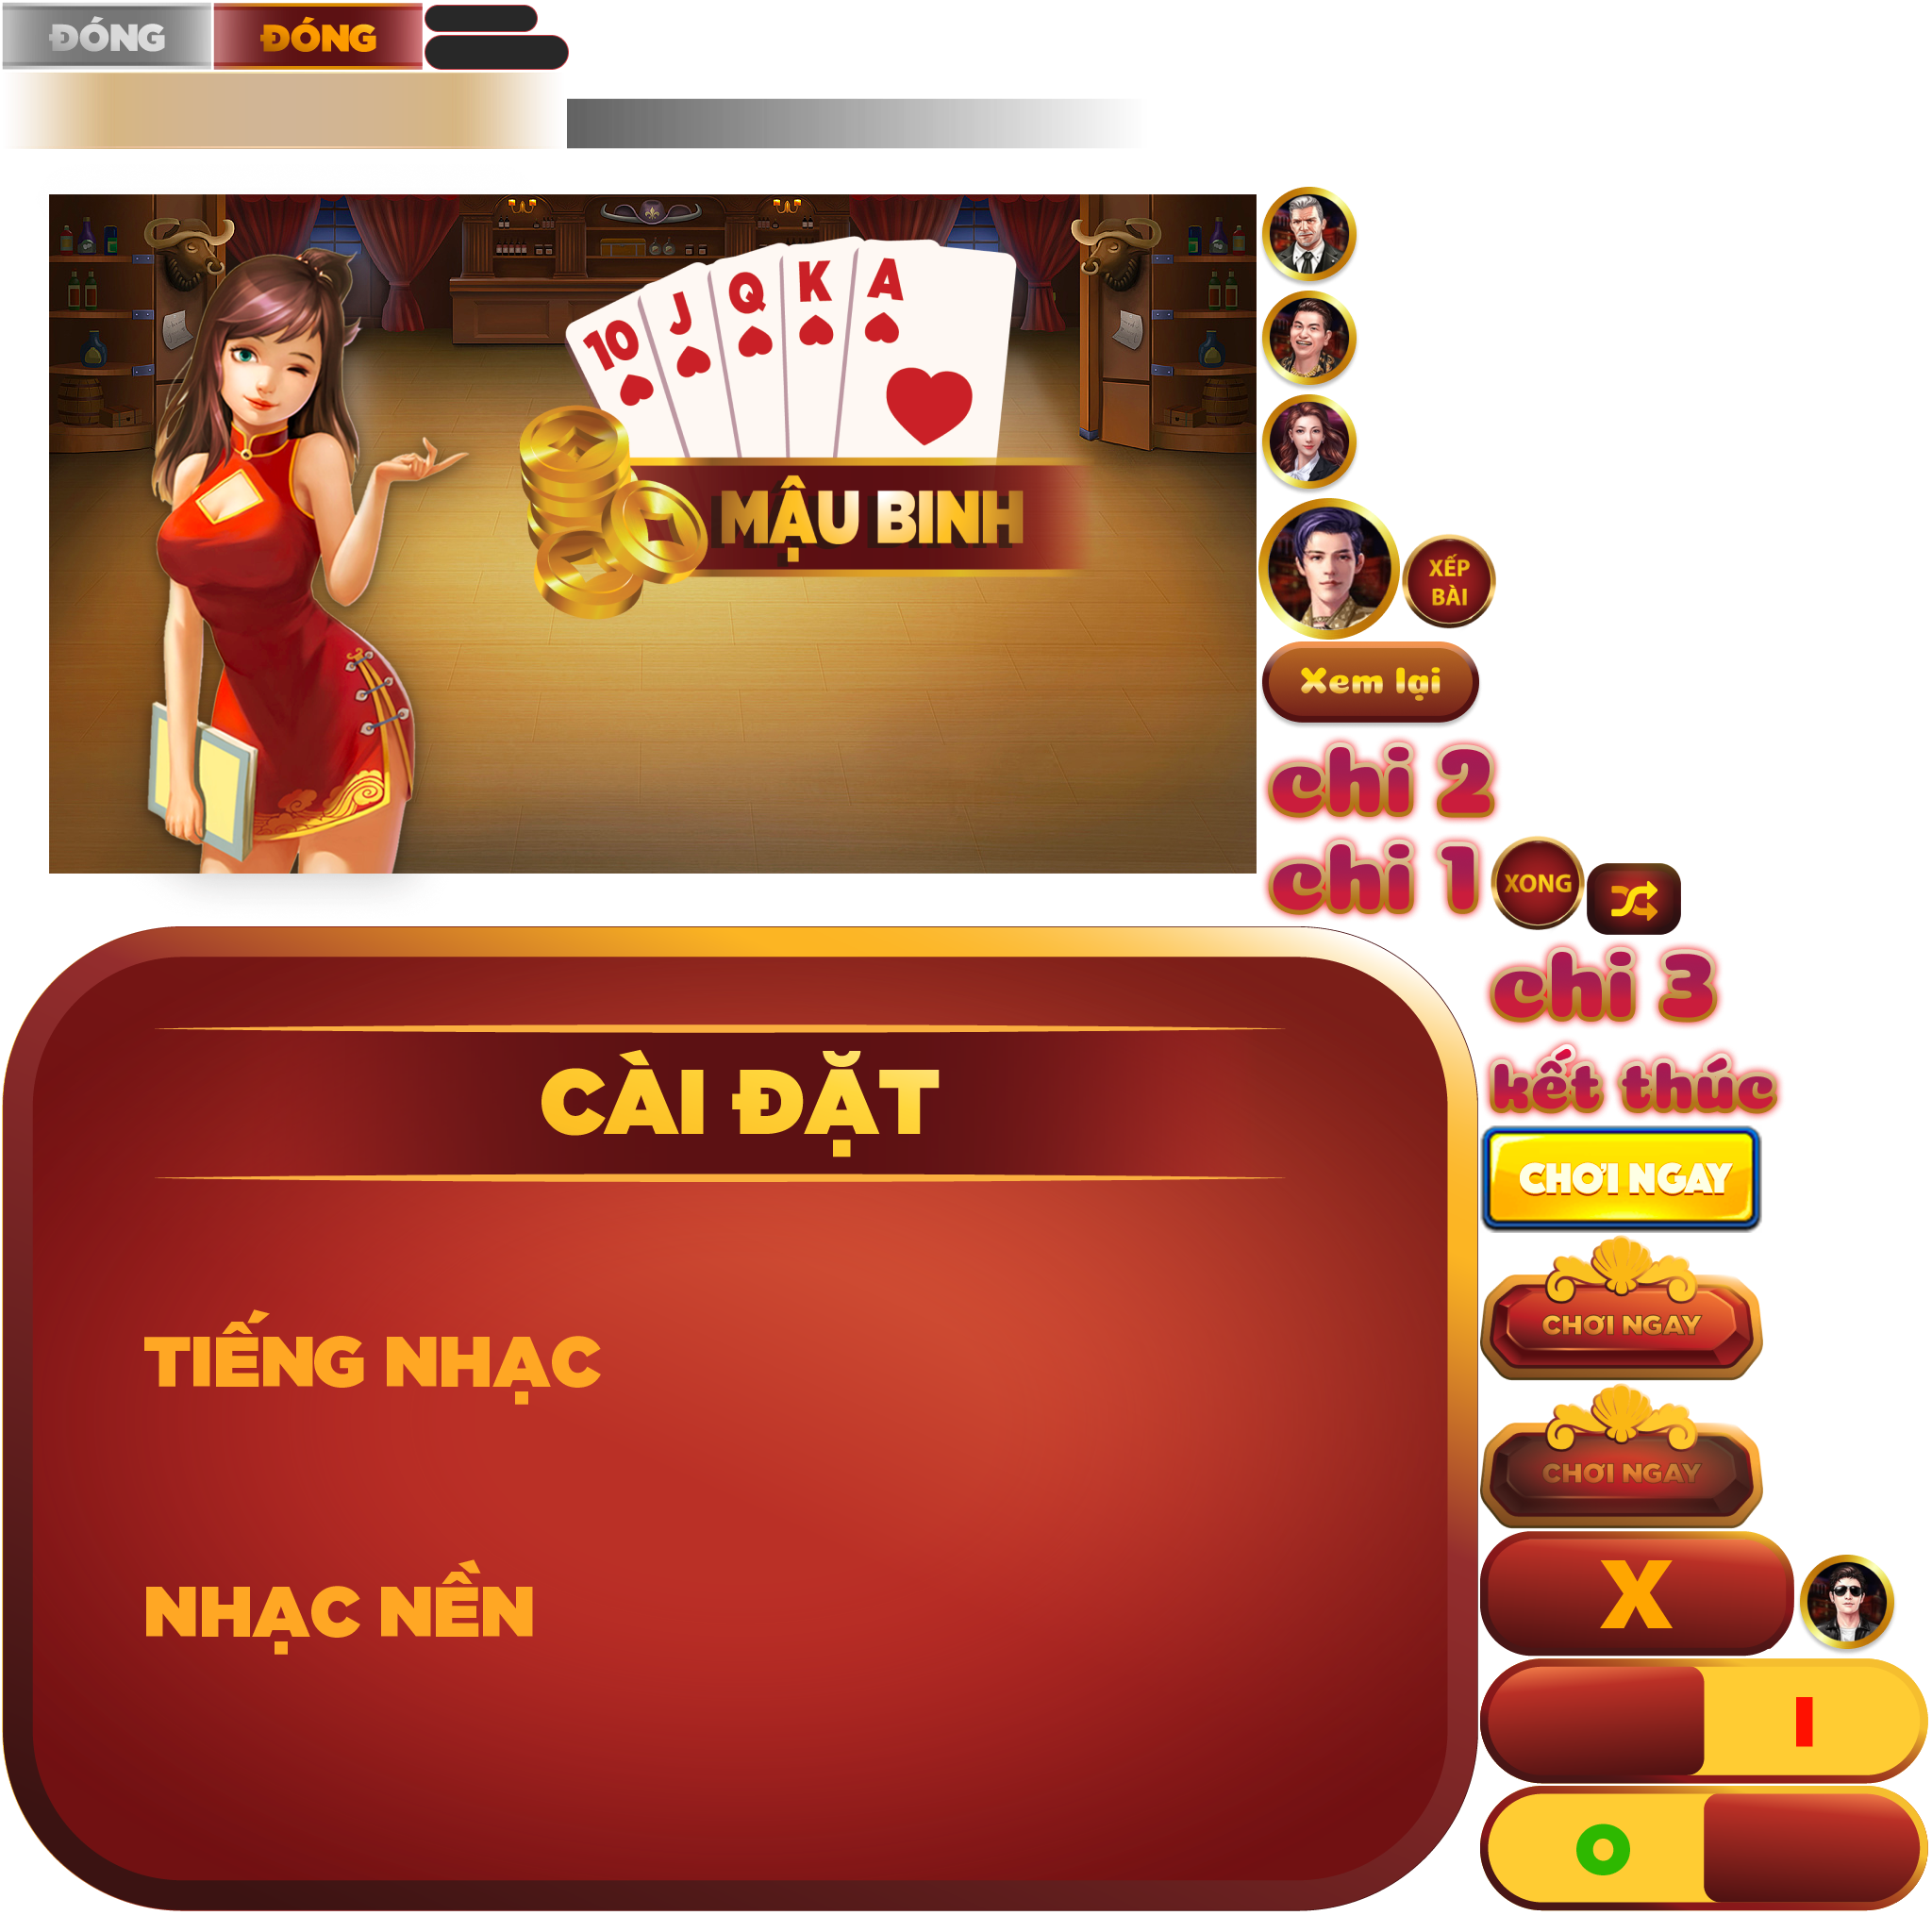 ĐÓNG
ĐÓNG
10 J Q K A
MẬU BINH
XẾP
BÀI
Xem lại
chi 2
chi 1
XONG
chi 3
CÀI ĐẶT
kết thúc
CHƠI NGAY
CHƠI NGAY
TIẾNG NHẠC
CHƠI NGAY
X
NHẠC NỀN
I
O